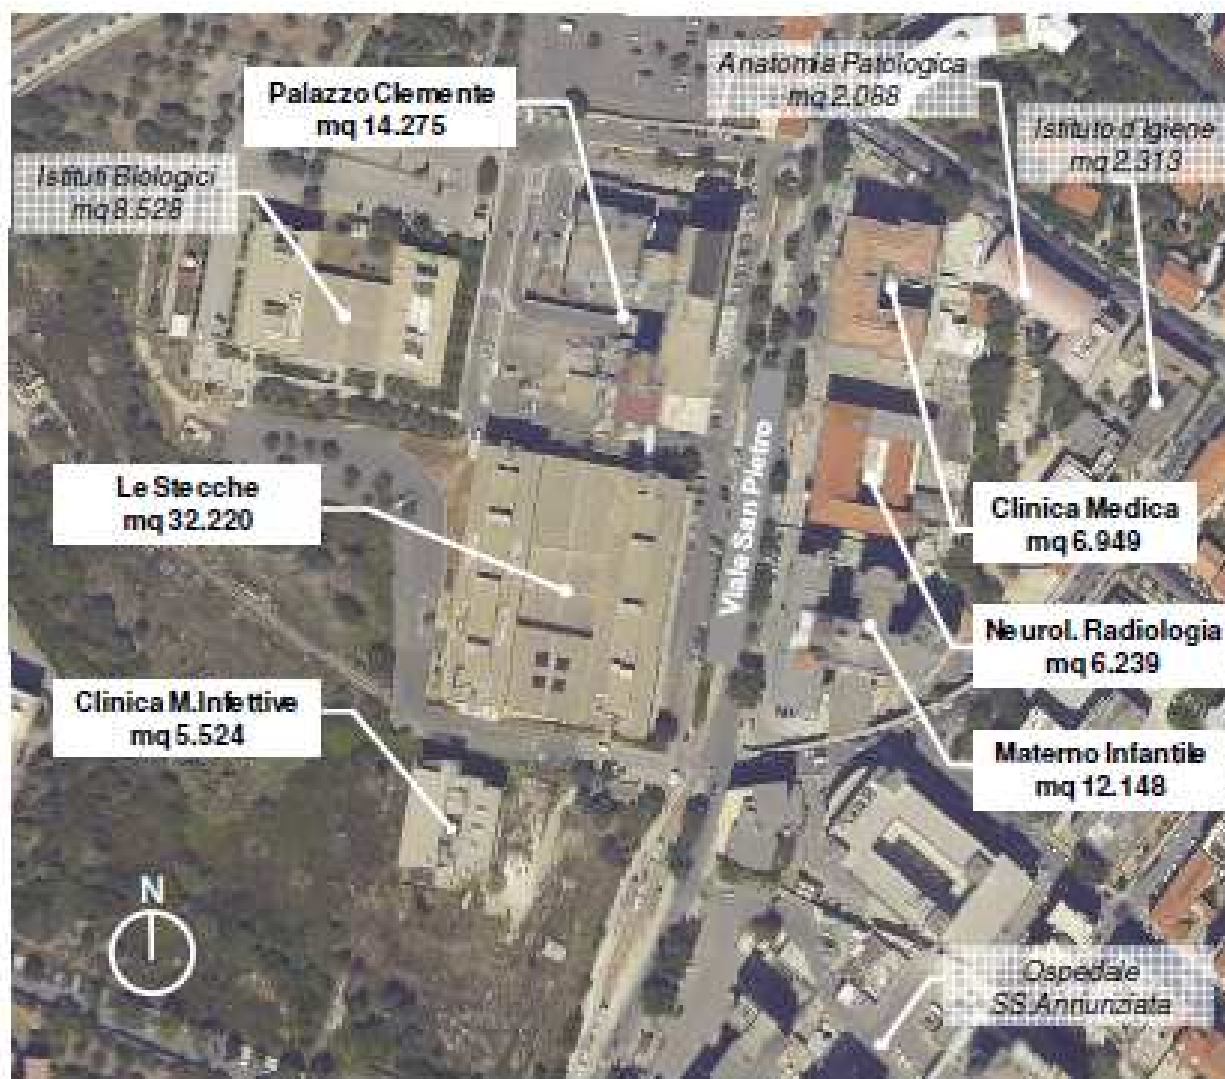 Anatomia Patologica
mq 2.088
Palazzo Clemente
mq 14.275
Istituto d'Igiene
mq 2.313
Istituti Biologici
mq 8.528
Viale San Pietro
Le Stecche
mq 32.220
Clinica Medica
mq 6.949
Neurol. Radiologia
mq 6.239
Clinica M.Infettive
mq 5.524
Materno Infantile
mq 12.148
N
Ospedale
SS.Annunziata